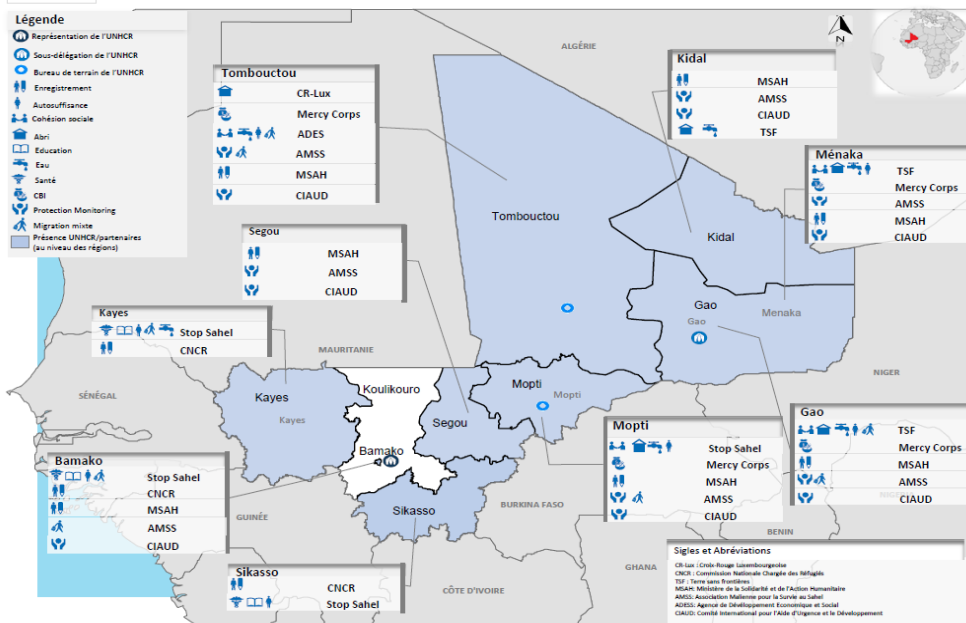 Légende
Représentation de l'UNHCR
Sous-délégation de l'UNHCR
Bureau de terrain de l'UNHCR
Enregistrement
Autosuffisance
Cohésion sociale
Abri
Education
Eau
Santé
CBI
Protection Monitoring
Migration mixte
Présence UNHCR/partenaires
(au niveau des régions)
N
ALGÉRIE
Tombouctou
CR-Lux
Mercy Corps
ADES
AMSS
MSAH
CIAUD
Kidal
MSAH
AMSS
CIAUD
TSF
Ménaka
TSF
Mercy Corps
AMSS
MSAH
CIAUD
Segou
MSAH
AMSS
CIAUD
Kayes
Stop Sahel
CNCR
Tombouctou
Kidal
Gao
Gao
Menaka
MAURITANIE
SÉNÉGAL
NIGER
Kayes
Kayes
Koulikouro
Bamako
Segou
Mopti
Mopti
Sikasso
GUINÉE
BURKINA FASO
BENIN
GHANA
CÔTE D'IVOIRE
Bamako
Stop Sahel
CNCR
MSAH
AMSS
CIAUD
Sikasso
CNCR
Stop Sahel
Mopti
Stop Sahel
Mercy Corps
MSAH
AMSS
CIAUD
Gao
TSF
Mercy Corps
MSAH
AMSS
CIAUD
Sigles et Abréviations
CR-Lux : Croix-Rouge Luxembourgeoise
CNCR : Commission Nationale Chargée des Réfugiés
TSF : Terre sans frontières
MSAH: Ministère de la Solidarité et de l'Action Humanitaire
AMSS: Association Malienne pour la Survie au Sahel
ADESS: Agence de Développement Economique et Social
CIAUD: Comité International pour l'Aide d'Urgence et le Développement